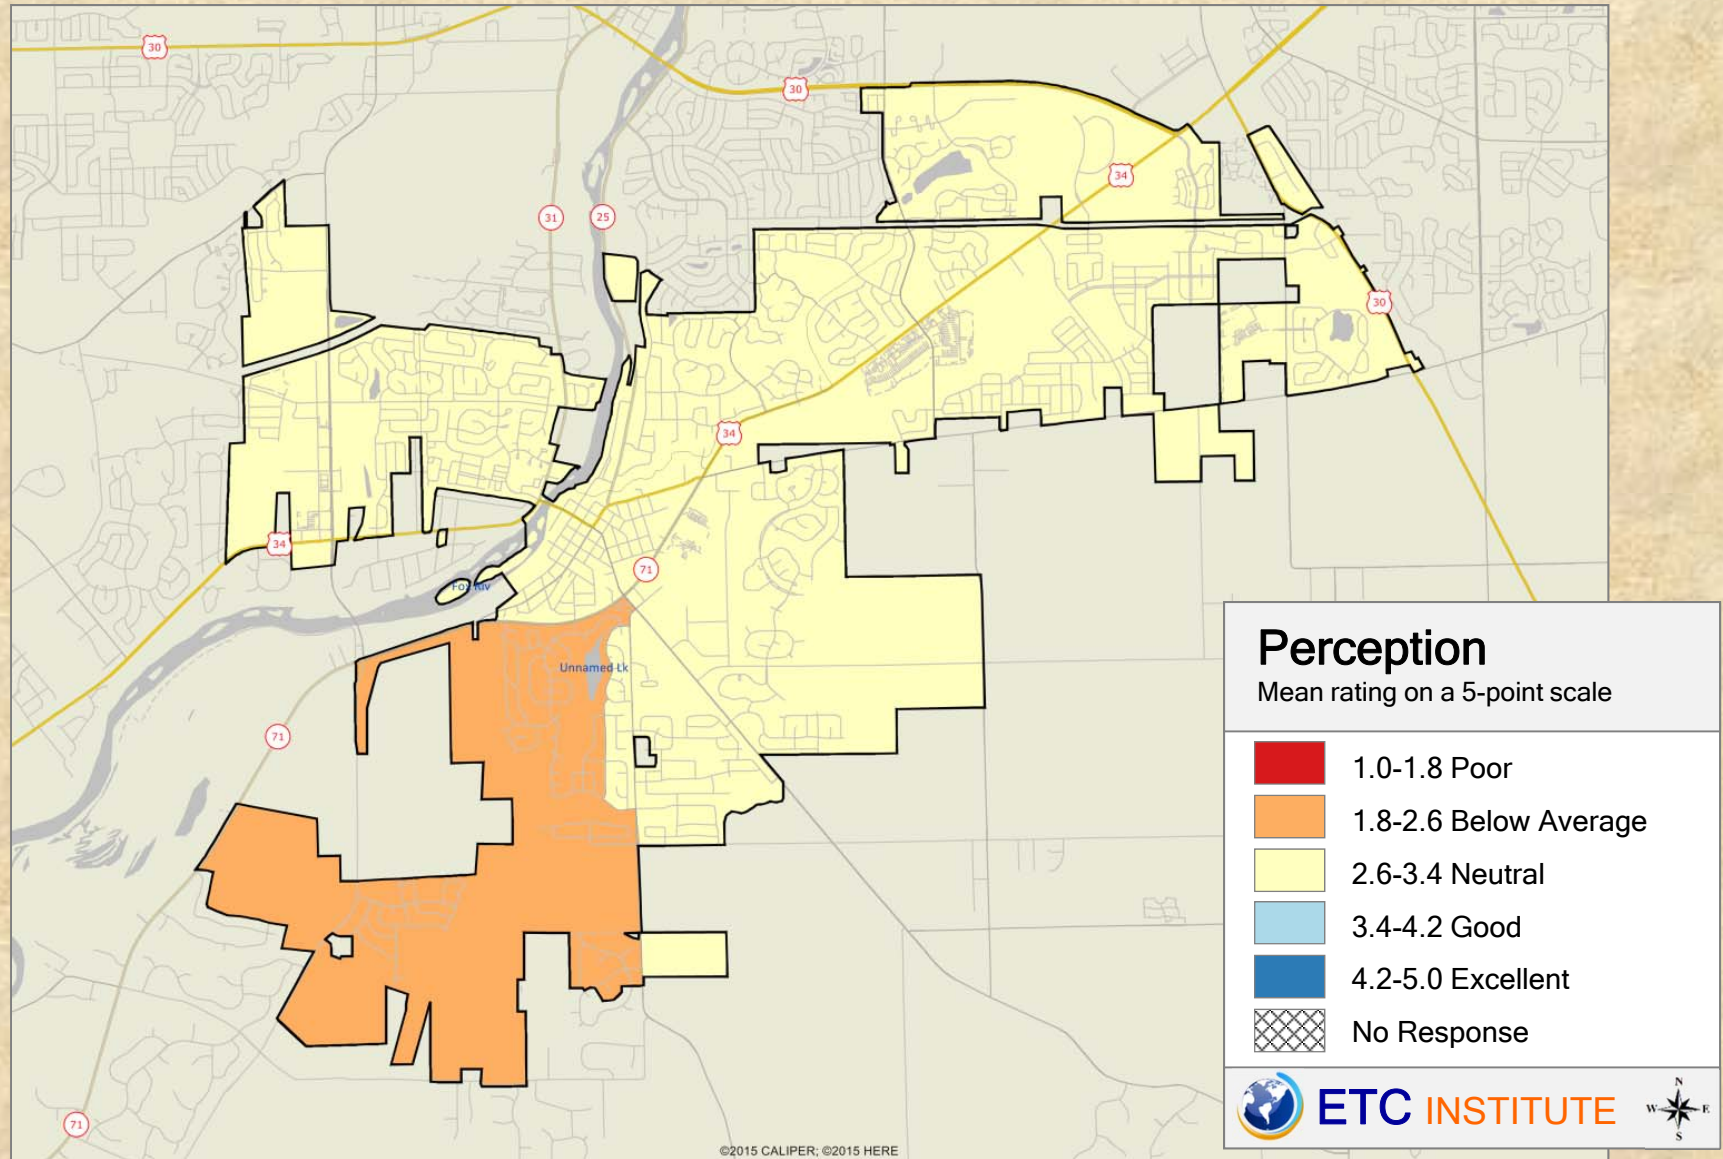 30
30
34
31
25
30
34
34
71
Fox Riv
Unnamed Lk
71
71
Perception
Mean rating on a 5-point scale
1.0-1.8 Poor
1.8-2.6 Below Average
2.6-3.4 Neutral
3.4-4.2 Good
4.2-5.0 Excellent
No Response
ETC INSTITUTE
N
W E
S
©2015 CALIPER; ©2015 HERE